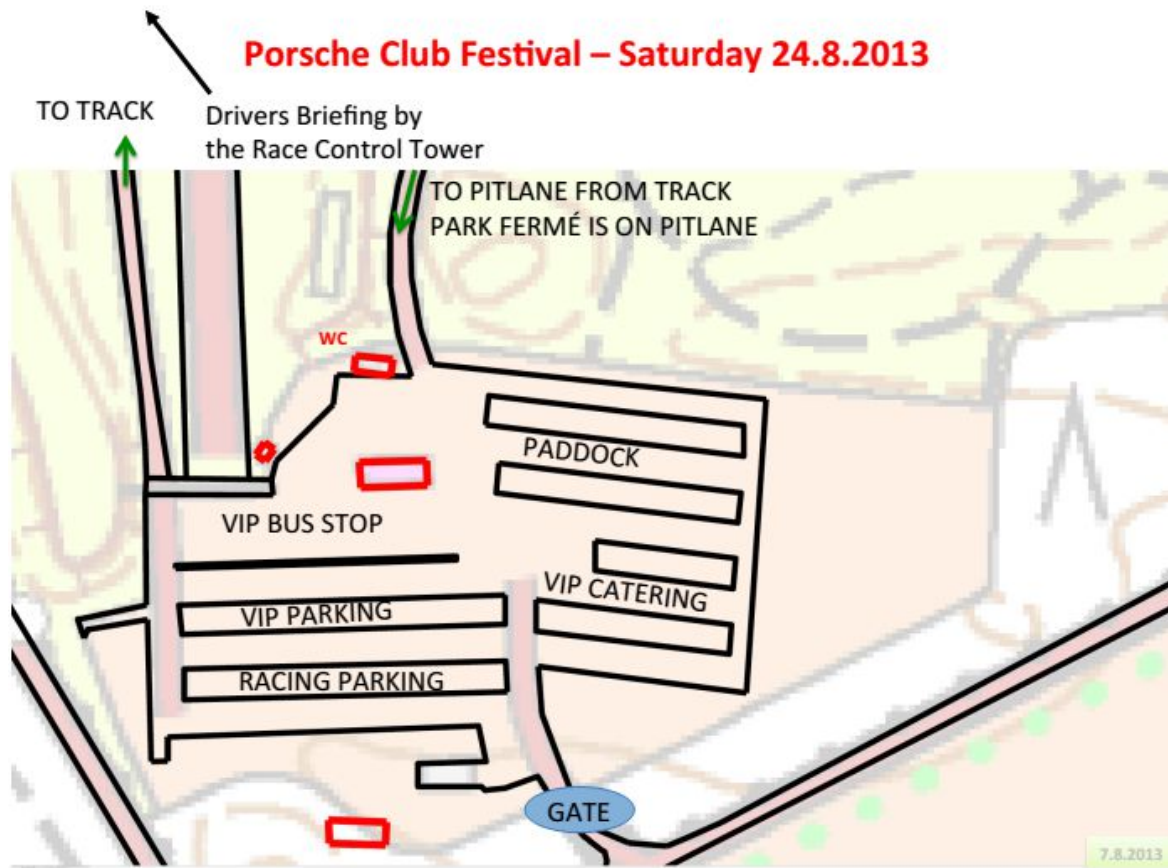 Porsche Club Festival – Saturday 24.8.2013
TO TRACK
Drivers Briefing by
the Race Control Tower
TO PITLANE FROM TRACK
PARK FERMÉ IS ON PITLANE
WC
PADDOCK
VIP BUS STOP
VIP CATERING
VIP PARKING
RACING PARKING
GATE
7.8.2013